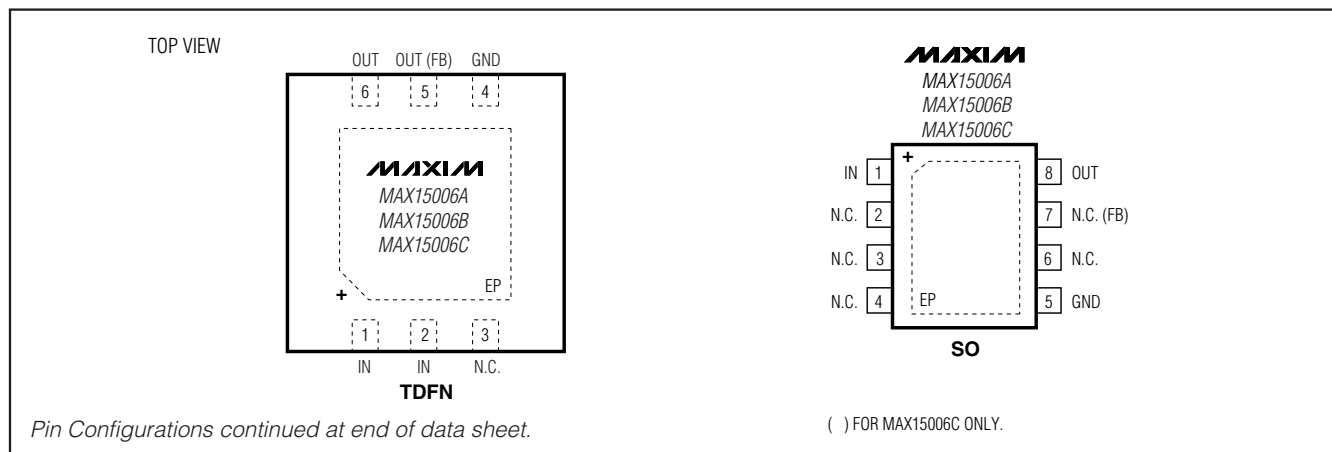 TOP VIEW
OUT OUT (FB) GND
6 5 4
MAXIM
MAX15006A
MAX15006B
MAX15006C
EP
+
1 2 3
IN IN N.C.
TDFN
Pin Configurations continued at end of data sheet.
MAXIM
MAX15006A
MAX15006B
MAX15006C
+
IN 1 8 OUT
N.C. 2 7 N.C. (FB)
N.C. 3 6 N.C.
N.C. 4 EP 5 GND
SO
( ) FOR MAX15006C ONLY.